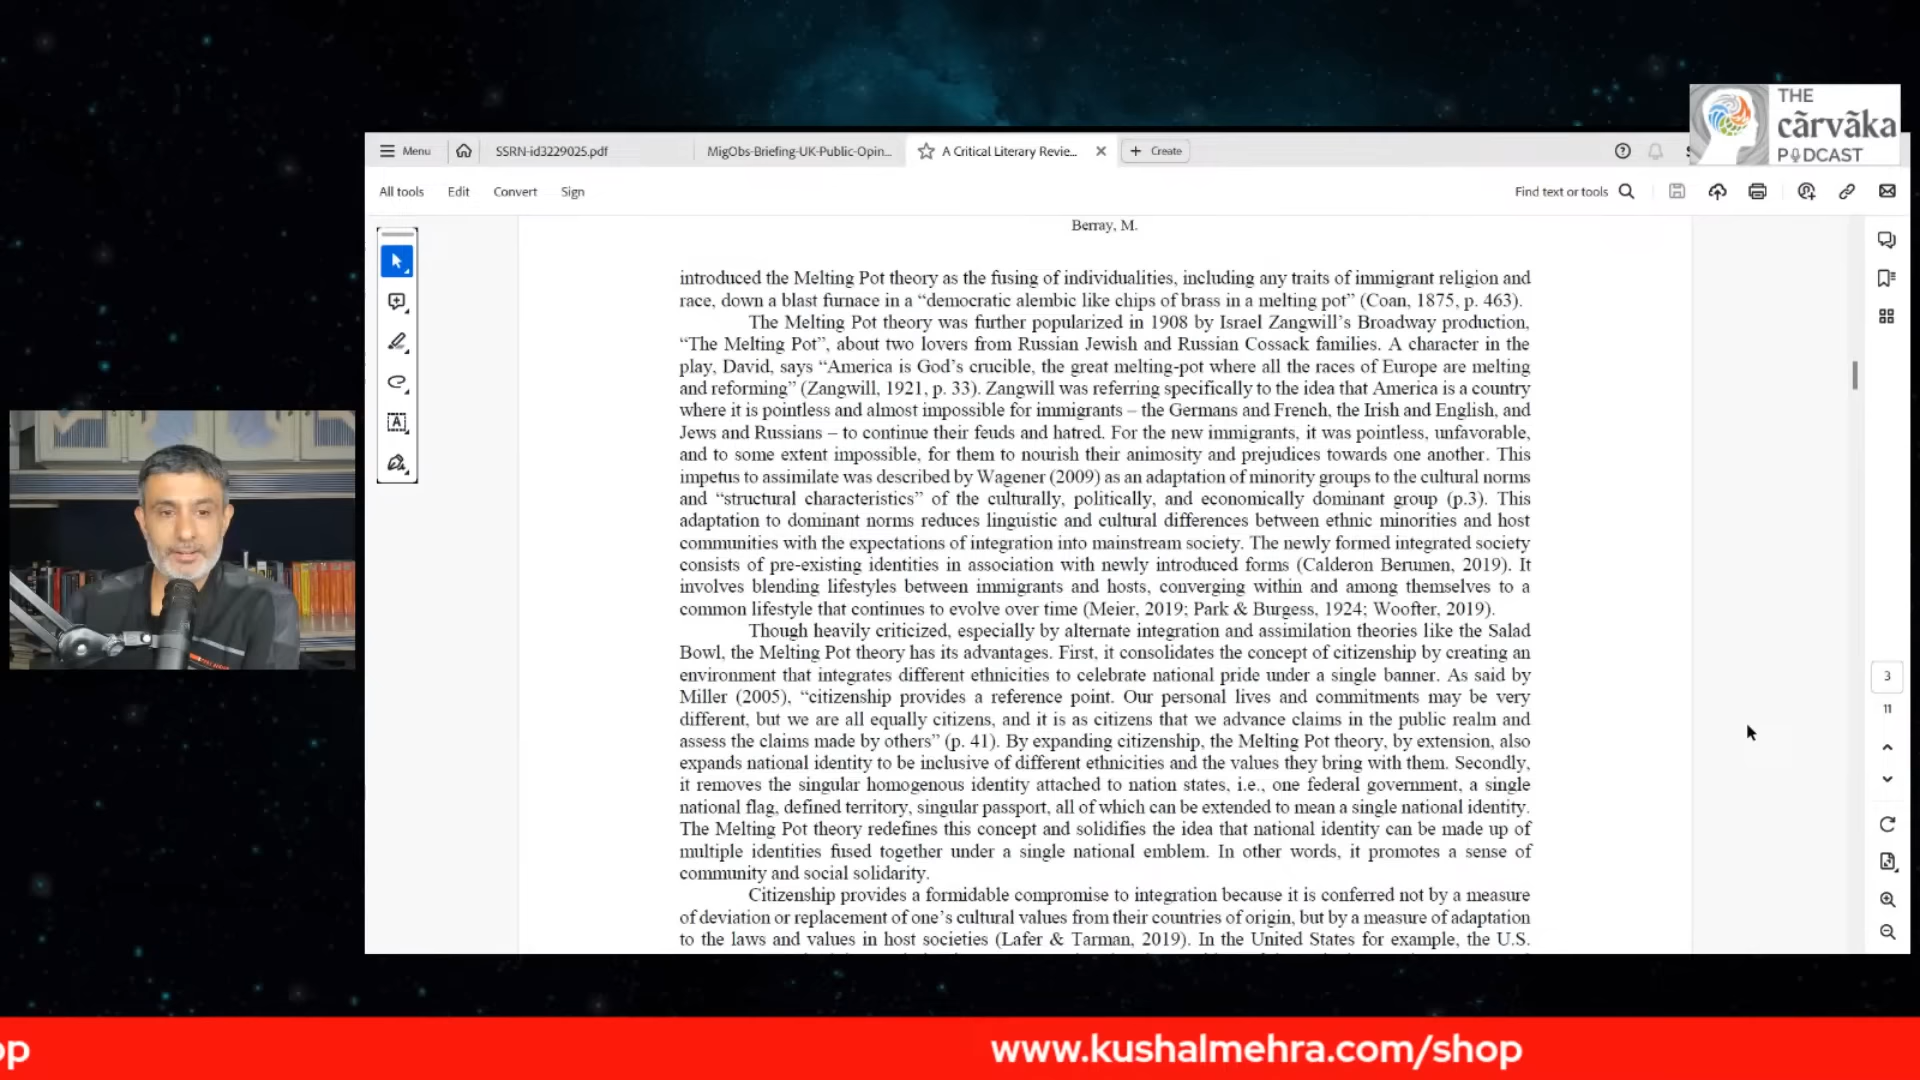 THE
cārvāka
PODCAST
Menu
SSRN-id3229025.pdf
MigObs-Briefing-UK-Public-Opin...
A Critical Literary Revie...
Create
All tools
Edit
Convert
Sign
Find text or tools
Berray, M.
introduced the Melting Pot theory as the fusing of individualities, including any traits of immigrant religion and
race, down a blast furnace in a “democratic alembic like chips of brass in a melting pot” (Coan, 1875, p. 463).
The Melting Pot theory was further popularized in 1908 by Israel Zangwill’s Broadway production,
“The Melting Pot”, about two lovers from Russian Jewish and Russian Cossack families. A character in the
play, David, says “America is God’s crucible, the great melting-pot where all the races of Europe are melting
and reforming” (Zangwill, 1921, p. 33). Zangwill was referring specifically to the idea that America is a country
where it is pointless and almost impossible for immigrants – the Germans and French, the Irish and English, and
Jews and Russians – to continue their feuds and hatred. For the new immigrants, it was pointless, unfavorable,
and to some extent impossible, for them to nourish their animosity and prejudices towards one another. This
impetus to assimilate was described by Wagener (2009) as an adaptation of minority groups to the cultural norms
and “structural characteristics” of the culturally, politically, and economically dominant group (p.3). This
adaptation to dominant norms reduces linguistic and cultural differences between ethnic minorities and host
communities with the expectations of integration into mainstream society. The newly formed integrated society
consists of pre-existing identities in association with newly introduced forms (Calderon Berumen, 2019). It
involves blending lifestyles between immigrants and hosts, converging within and among themselves to a
common lifestyle that continues to evolve over time (Meier, 2019; Park & Burgess, 1924; Woofter, 2019).
Though heavily criticized, especially by alternate integration and assimilation theories like the Salad
Bowl, the Melting Pot theory has its advantages. First, it consolidates the concept of citizenship by creating an
environment that integrates different ethnicities to celebrate national pride under a single banner. As said by
Miller (2005), “citizenship provides a reference point. Our personal lives and commitments may be very
different, but we are all equally citizens, and it is as citizens that we advance claims in the public realm and
assess the claims made by others” (p. 41). By expanding citizenship, the Melting Pot theory, by extension, also
expands national identity to be inclusive of different ethnicities and the values they bring with them. Secondly,
it removes the singular homogenous identity attached to nation states, i.e., one federal government, a single
national flag, defined territory, singular passport, all of which can be extended to mean a single national identity.
The Melting Pot theory redefines this concept and solidifies the idea that national identity can be made up of
multiple identities fused together under a single national emblem. In other words, it promotes a sense of
community and social solidarity.
Citizenship provides a formidable compromise to integration because it is conferred not by a measure
of deviation or replacement of one’s cultural values from their countries of origin, but by a measure of adaptation
to the laws and values in host societies (Lafer & Tarman, 2019). In the United States for example, the U.S.
3
11
op
www.kushalmehra.com/shop